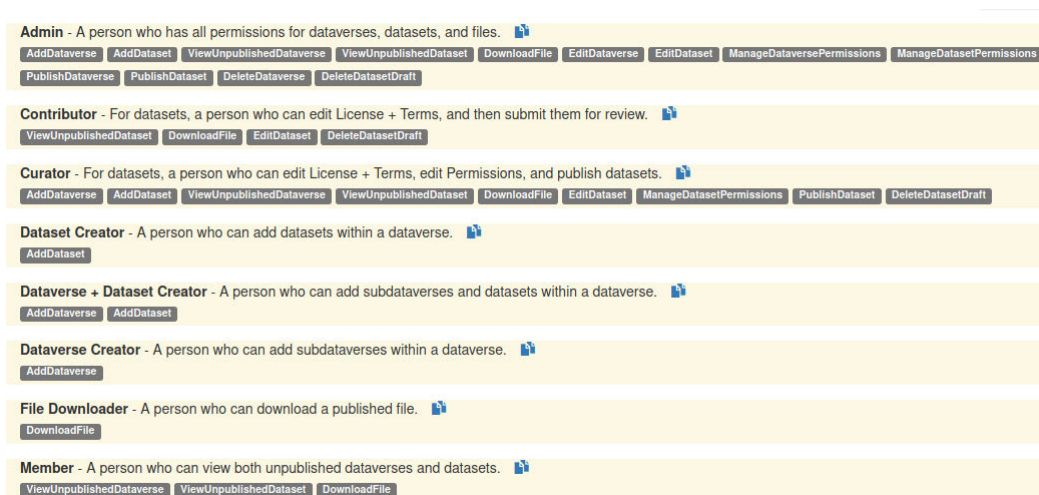 Admin - A person who has all permissions for dataverses, datasets, and files.
AddDataverse AddDataset ViewUnpublishedDataverse ViewUnpublishedDataset DownloadFile EditDataverse EditDataset ManageDataversePermissions ManageDatasetPermissions
PublishDataverse PublishDataset DeleteDataverse DeleteDatasetDraft
Contributor - For datasets, a person who can edit License + Terms, and then submit them for review.
ViewUnpublishedDataset DownloadFile EditDataset DeleteDatasetDraft
Curator - For datasets, a person who can edit License + Terms, edit Permissions, and publish datasets.
AddDataverse AddDataset ViewUnpublishedDataverse ViewUnpublishedDataset DownloadFile EditDataset ManageDatasetPermissions PublishDataset DeleteDatasetDraft
Dataset Creator - A person who can add datasets within a dataverse.
AddDataset
Dataverse + Dataset Creator - A person who can add subdataverses and datasets within a dataverse.
AddDataverse AddDataset
Dataverse Creator - A person who can add subdataverses within a dataverse.
AddDataverse
File Downloader - A person who can download a published file.
DownloadFile
Member - A person who can view both unpublished dataverses and datasets.
ViewUnpublishedDataverse ViewUnpublishedDataset DownloadFile